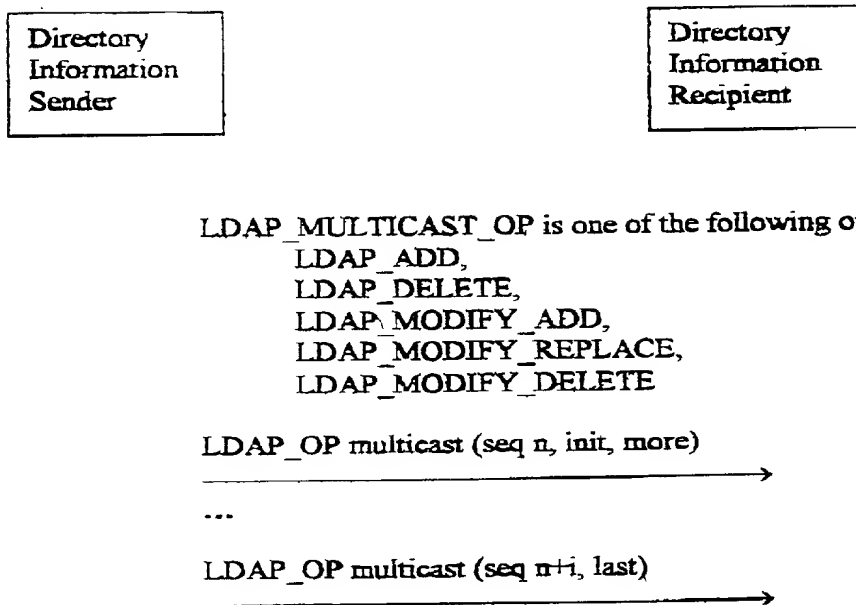 Directory
Information
Sender
Directory
Information
Recipient
LDAP_MULTICAST_OP is one of the following
LDAP_ADD,
LDAP_DELETE,
LDAP_MODIFY_ADD,
LDAP_MODIFY_REPLACE,
LDAP_MODIFY_DELETE
LDAP_OP multicast (seq n, init, more)
...
LDAP_OP multicast (seq n+i, last)